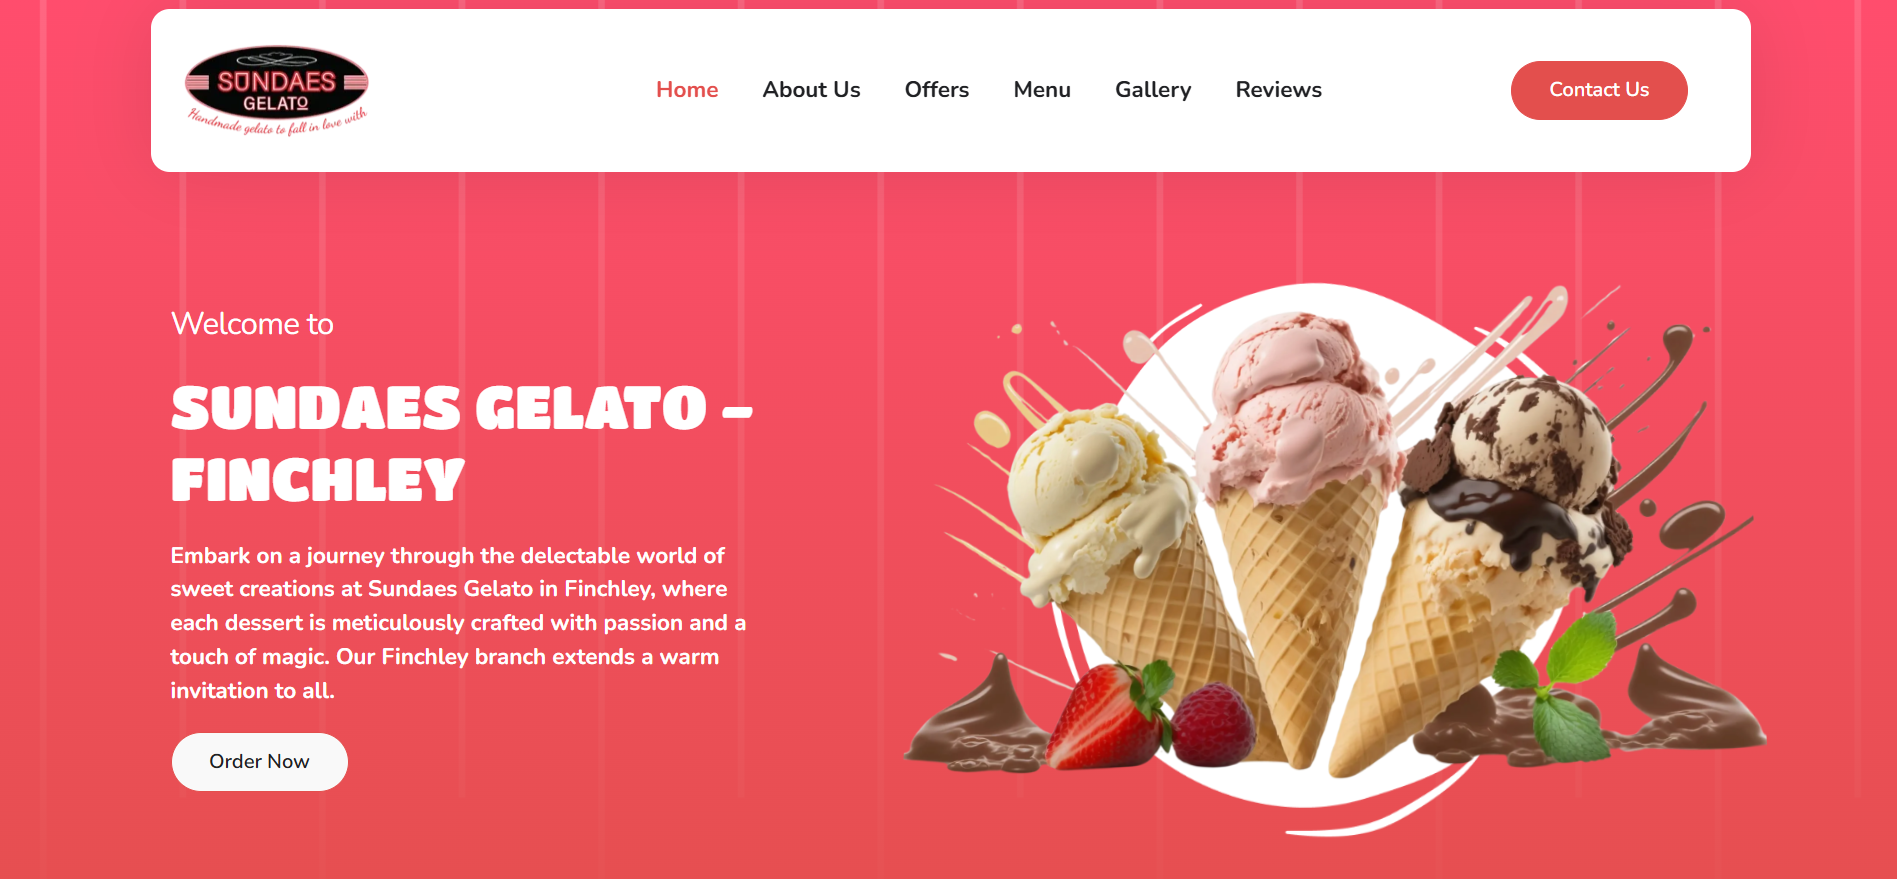 SUNDAES
GELATO
Handmade gelato to fall in love with
Home About Us Offers Menu Gallery Reviews
Contact Us
Welcome to
SUNDAES GELATO –
FINCHLEY
Embark on a journey through the delectable world of
sweet creations at Sundaes Gelato in Finchley, where
each dessert is meticulously crafted with passion and a
touch of magic. Our Finchley branch extends a warm
invitation to all.
Order Now